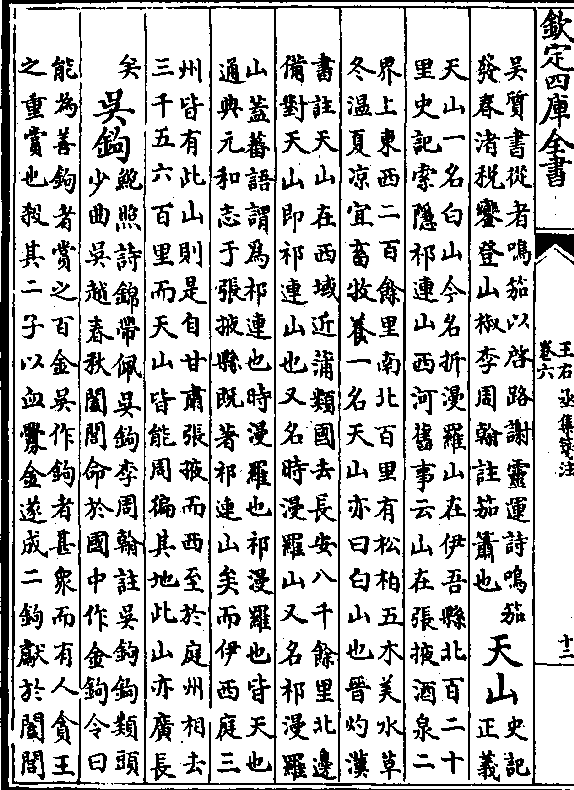 欽定四庫全書
王右丞集箋注
卷六
十二
吴質書從者鳴笳以啓路謝靈運詩鳴笳
發春渚税鑾登山椒李周翰註笳簫也
天山
史記
正義
天山一名白山今名折漫羅山在伊吾縣北百二十
里史記索隠祁連山西河舊事云山在張掖酒泉二
界上東西二百餘里南北百里有松柏五木美水草
冬温夏凉宜畜牧養一名天山亦曰白山也晉灼漢
書註天山在西域近蒲類國去長安八千餘里北邊
備對天山即祁連山也又名時漫羅山又名祁漫羅
山蓋蕃語謂為祁連也時漫羅也祁漫羅也皆天也
通典元和志于張掖縣既著祁連山矣而伊西庭三
州皆有此山則是自甘肅張掖而西至於庭州相去
三千五六百里而天山皆能周徧其地此山亦廣長
矣
吳鉤
鮑照詩錦帶佩吳鉤李周翰註吳鉤鉤類頭
少曲吳越春秋闔閭命於國中作金鉤令曰
能為善鉤者賞之百金吳作鉤者甚衆而有人貪王
之重賞也殺其二子以血釁金遂成二鉤獻於闔閭